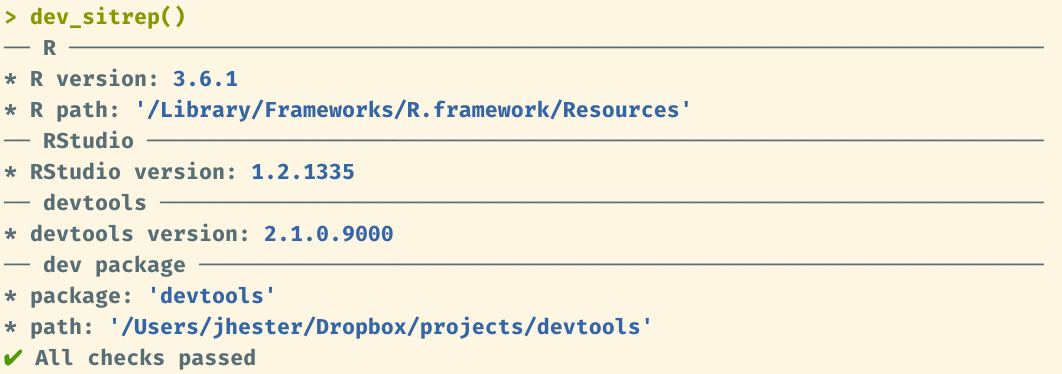 > dev_sitrep()
── R ──────────────────────────────
* R version: 3.6.1
* R path: '/Library/Frameworks/R.framework/Resources'
── RStudio ──────────────────────────────
* RStudio version: 1.2.1335
── devtools ──────────────────────────────
* devtools version: 2.1.0.9000
── dev package ──────────────────────────────
* package: 'devtools'
* path: '/Users/jhester/Dropbox/projects/devtools'
✔ All checks passed